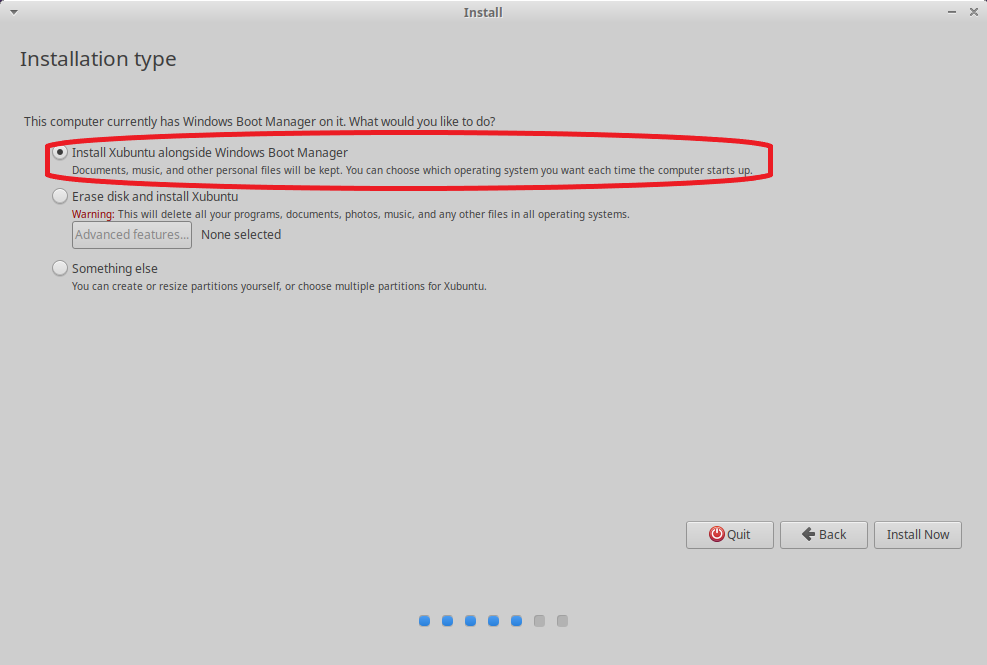 Install
Installation type
This computer currently has Windows Boot Manager on it. What would you like to do?
Install Xubuntu alongside Windows Boot Manager
Documents, music, and other personal files will be kept. You can choose which operating system you want each time the computer starts up.
Erase disk and install Xubuntu
Warning: This will delete all your programs, documents, photos, music, and any other files in all operating systems.
Advanced features... None selected
Something else
You can create or resize partitions yourself, or choose multiple partitions for Xubuntu.
Quit Back Install Now